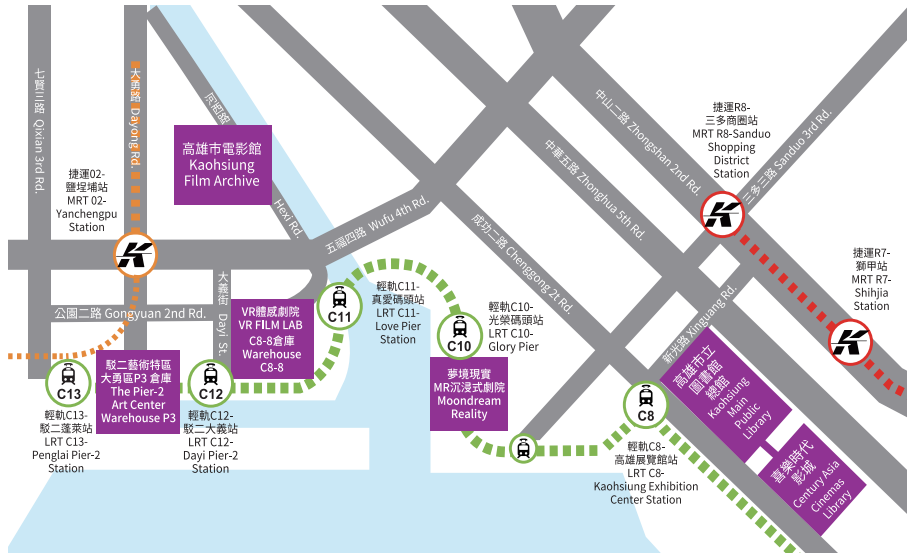 七賢三路 Qixian 3rd Rd.
大勇路 Dayong Rd.
高雄市電影館
Kaohsiung
Film Archive
Hexi Rd.
捷運02-
鹽埕埔站
MRT 02-
Yanchengpu
Station
五福四路 Wufu 4th Rd.
中山二路 Zhongshan 2nd Rd.
中華五路 Zhonghua 5th Rd.
成功二路 Chenggong 2t Rd.
三多三路 Sanduo 3rd Rd.
新光路 Xinguang Rd.
捷運R8-
三多商圈站
MRT R8-Sanduo
Shopping
District
Station
捷運R7-
獅甲站
MRT R7-
Shihjia
Station
公園二路 Gongyuan 2nd Rd.
大義街 Dayi St.
VR體感劇院
VR FILM LAB
C8-8倉庫
Warehouse
C8-8
C11
輕軌C11-
真愛碼頭站
LRT C11-
Love Pier
Station
C10
輕軌C10-
光榮碼頭站
LRT C10-
Glory Pier
夢境現實
MR沉浸式劇院
Moondream
Reality
C13
輕軌C13-
駁二蓬萊站
LRT C13-
Penglai Pier-2
Station
駁二藝術特區
大勇區P3 倉庫
The Pier-2
Art Center
Warehouse P3
C12
輕軌C12-
駁二大義站
LRT C12-
Dayi Pier-2
Station
C8
輕軌C8-
高雄展覽館站
LRT C8-
Kaohsiung Exhibition
Center Station
高雄市立
圖書館
總館
Kaohsiung
Main
Public
Library
喜樂時代
影城
Century Asia
Cinemas
Library